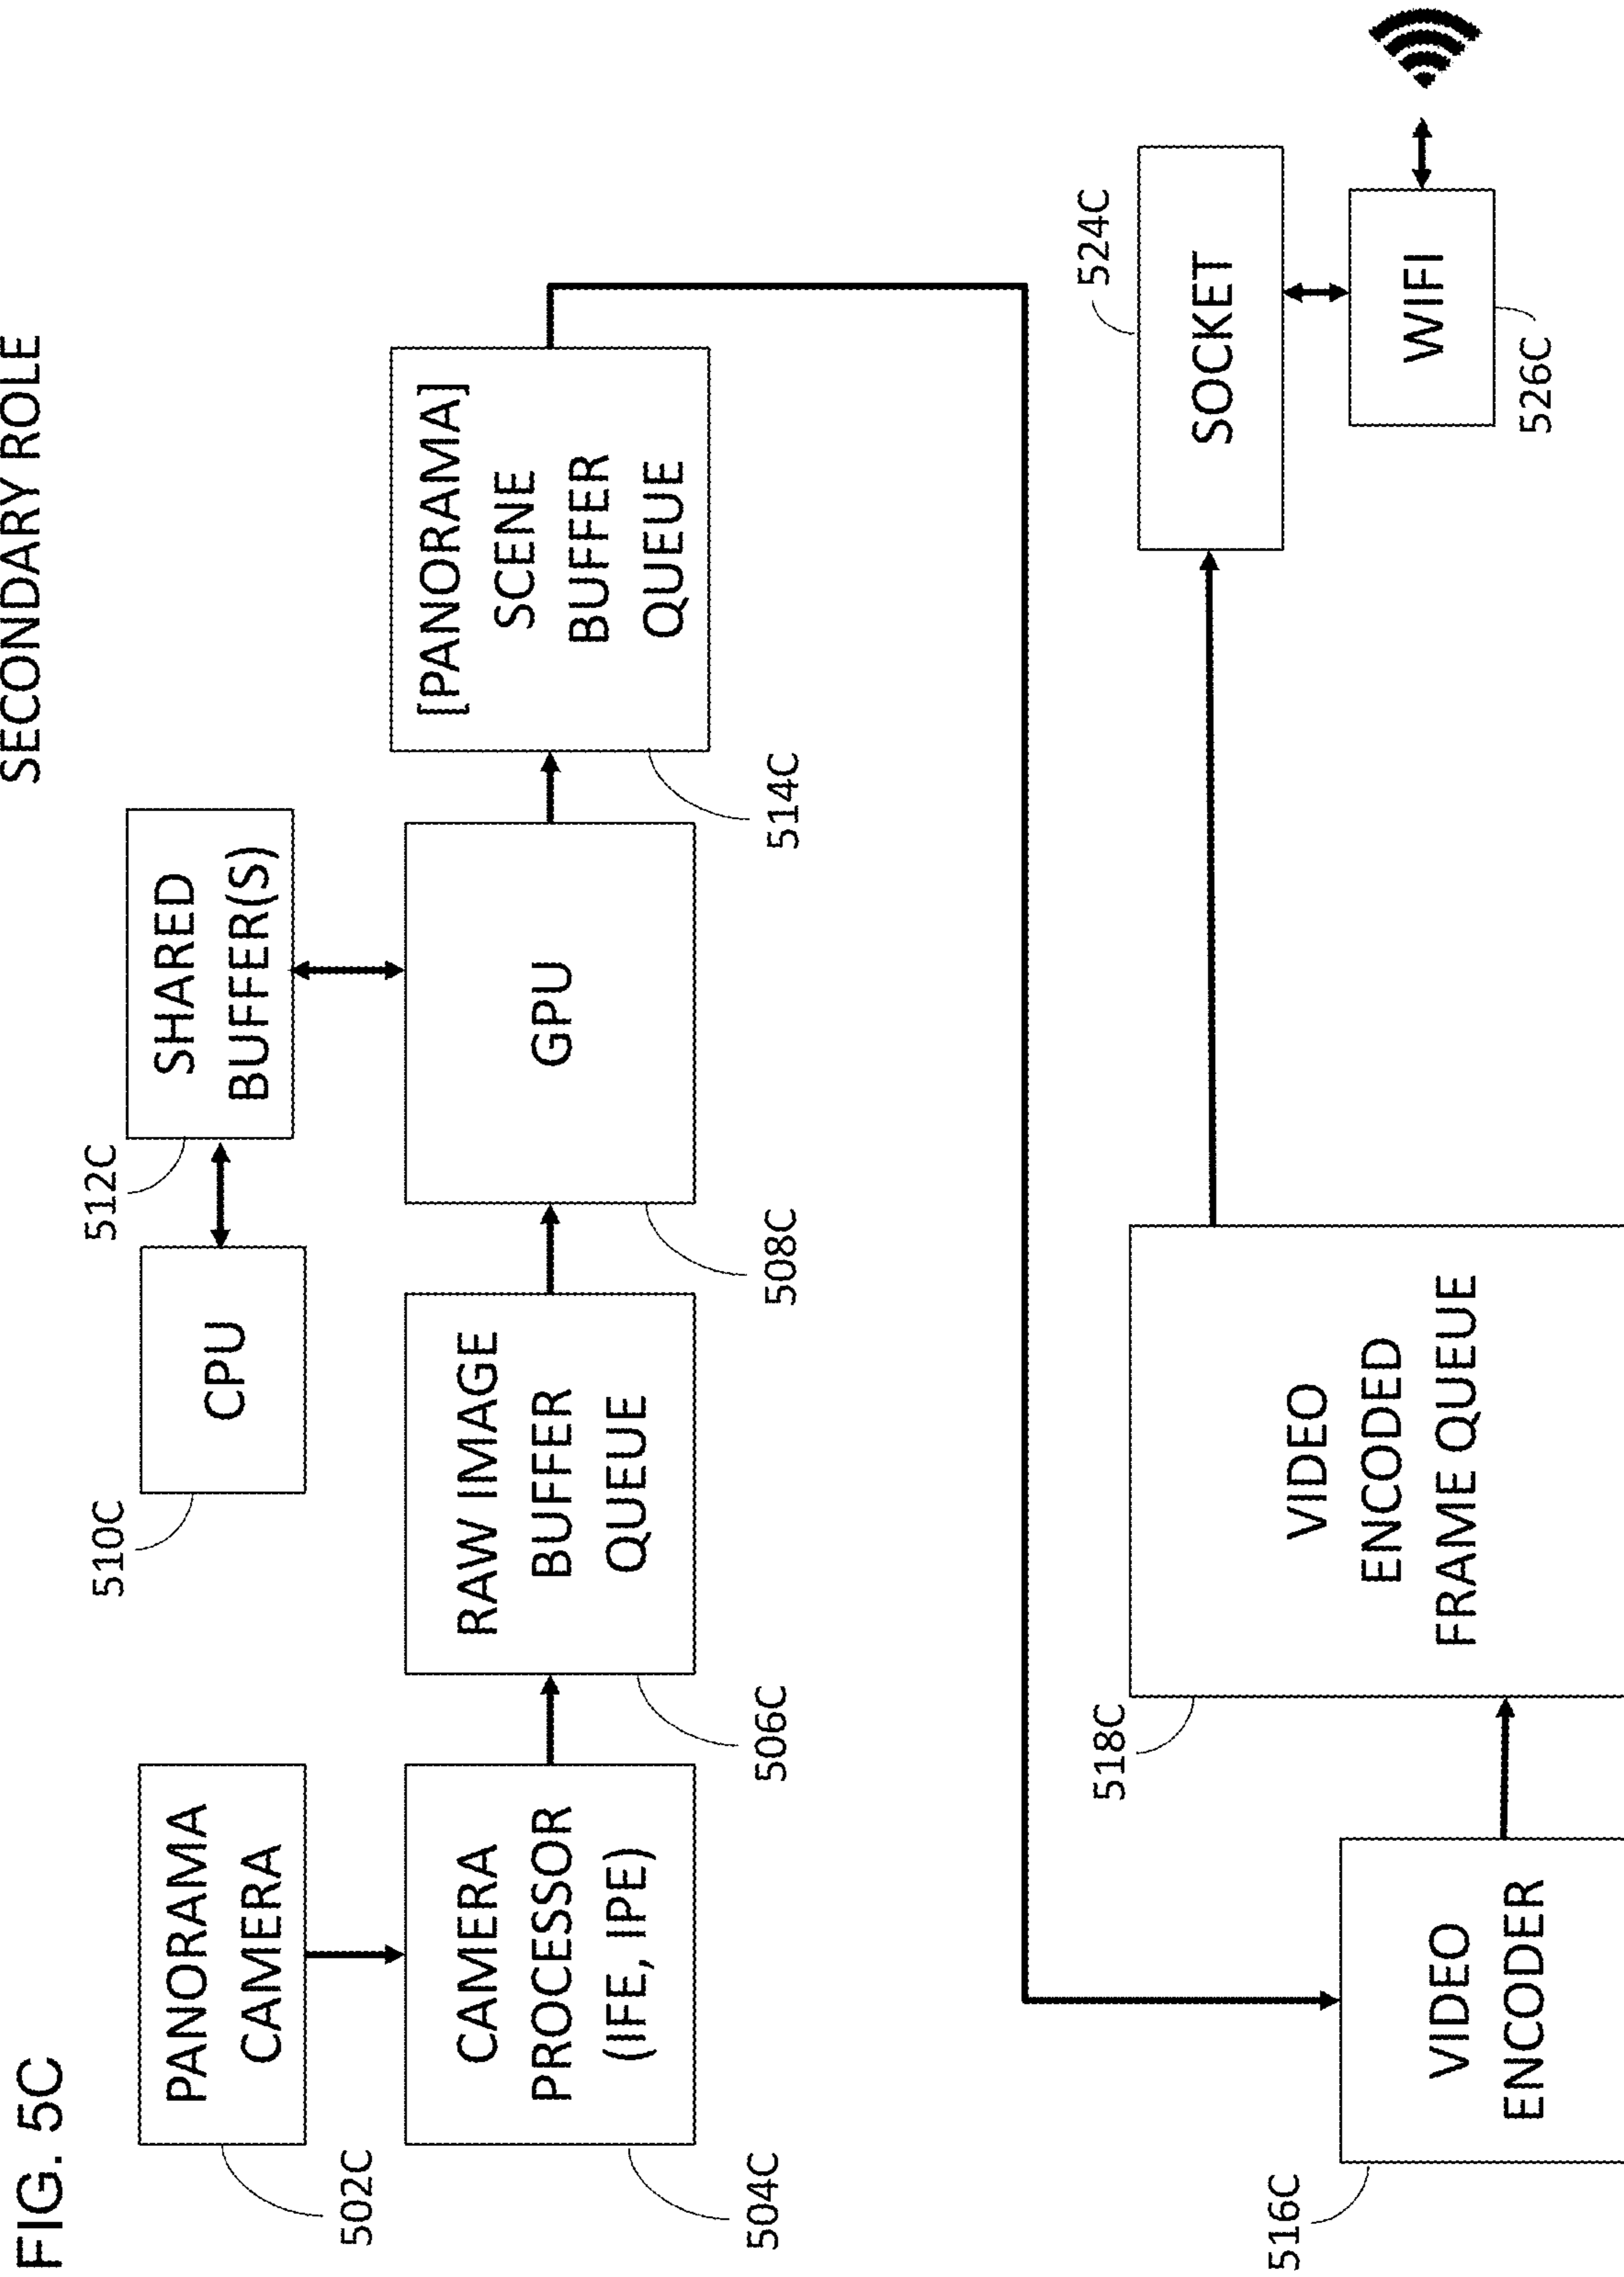 FIG. 5C
SECONDARY ROLE
PANORAMA
CAMERA
502C
CPU
510C
SHARED
BUFFER(S)
512C
CAMERA
PROCESSOR
(IFE, IPE)
504C
RAW IMAGE
BUFFER
QUEUE
506C
GPU
508C
[PANORAMA]
SCENE
BUFFER
QUEUE
514C
VIDEO
ENCODER
516C
VIDEO
ENCODED
FRAME QUEUE
518C
SOCKET
524C
WIFI
526C